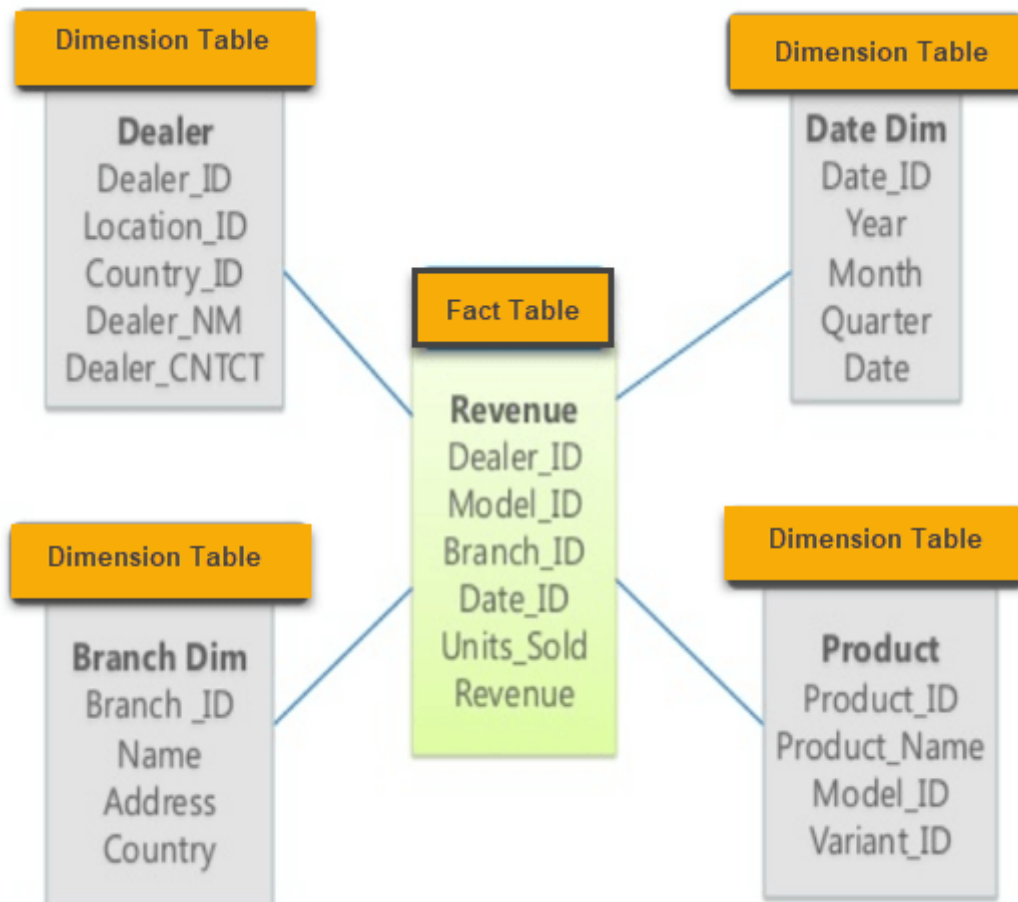 Dimension Table
Dealer
Dealer_ID
Location_ID
Country_ID
Dealer_NM
Dealer_CNTCT
Dimension Table
Date Dim
Date_ID
Year
Month
Quarter
Date
Fact Table
Revenue
Dealer_ID
Model_ID
Branch_ID
Date_ID
Units_Sold
Revenue
Dimension Table
Branch Dim
Branch _ID
Name
Address
Country
Dimension Table
Product
Product_ID
Product_Name
Model_ID
Variant_ID